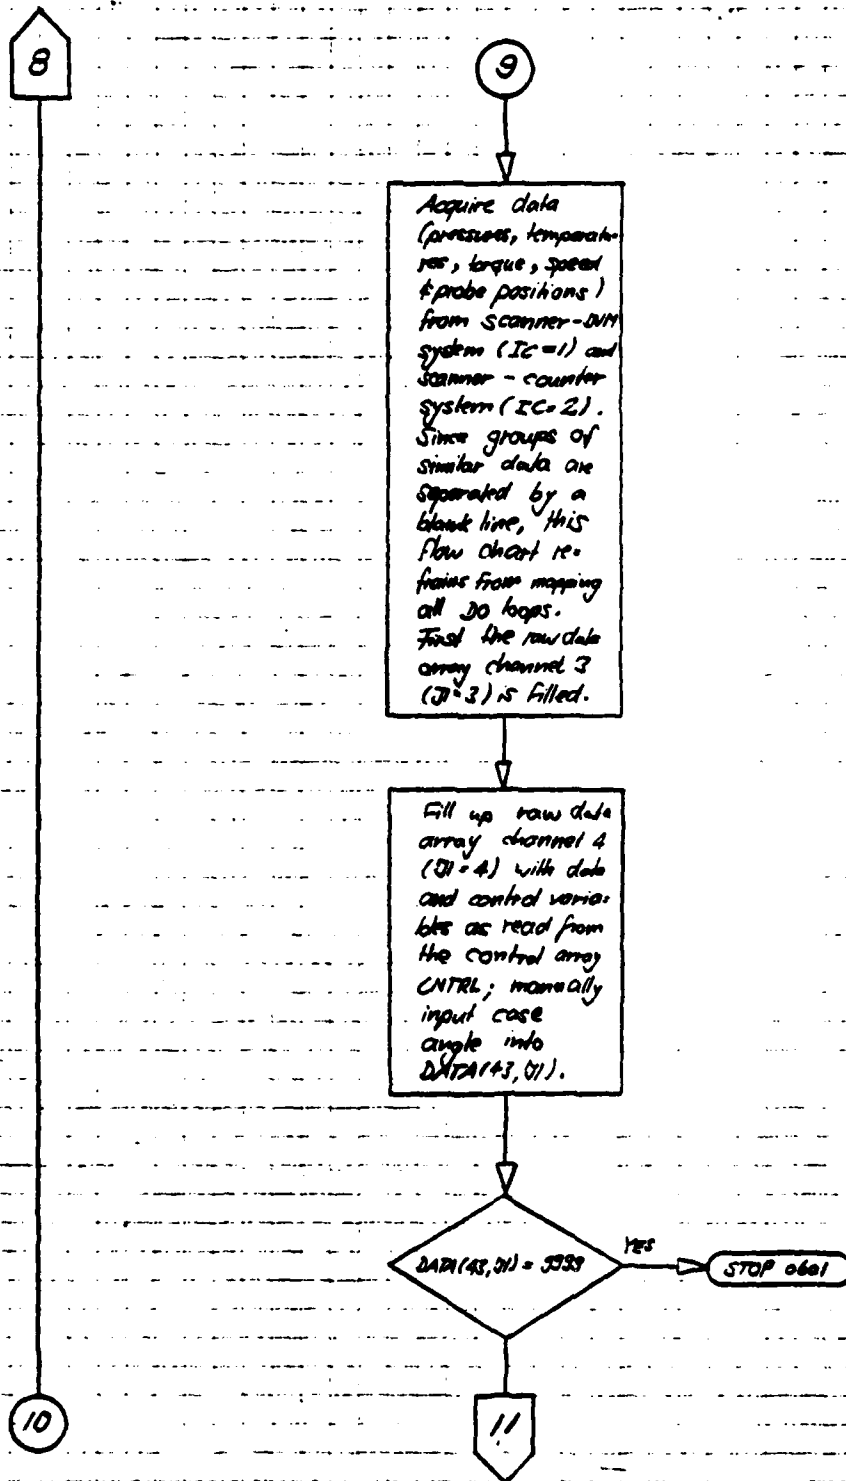 8
9
Acquire data
(pressures, temperatu-
res, torque, speed
& probe positions)
from scanner-DVM
system (IC=1) and
scanner - counter
system (IC=2).
Since groups of
similar data are
separated by a
blank line, this
flow chart re-
frains from mapping
all DO loops.
First the raw data
array channel 3
(J1=3) is filled.
Fill up raw data
array channel 4
(J1=4) with data
and control varia-
bles as read from
the control array
CNTRL; manually
input case
angle into
DATA(43,J1).
DATA(43,J1) = 9999
YES
STOP 0601
10
11